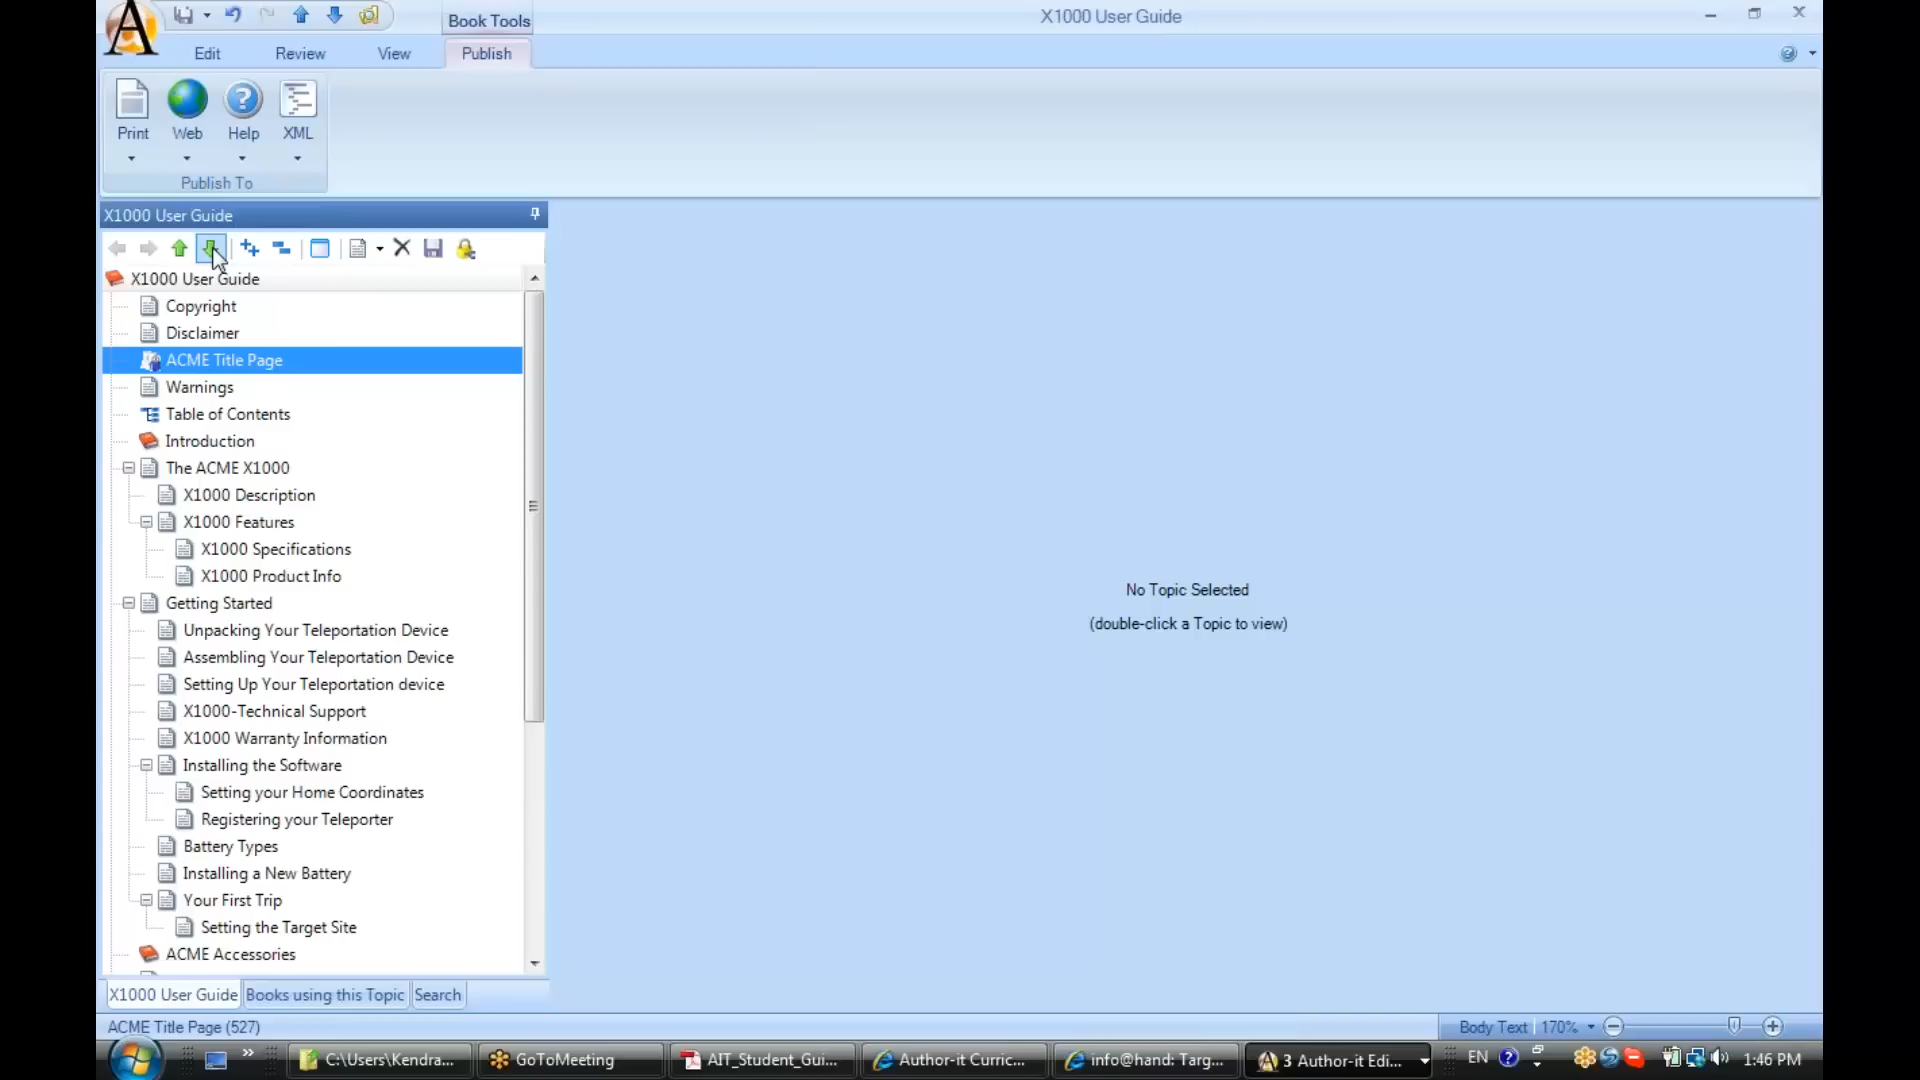 Book Tools
X1000 User Guide
Edit
Review
View
Publish
Print
Web
Help
XML
Publish To
X1000 User Guide
X1000 User Guide
Copyright
Disclaimer
ACME Title Page
Warnings
Table of Contents
Introduction
The ACME X1000
X1000 Description
X1000 Features
X1000 Specifications
X1000 Product Info
Getting Started
Unpacking Your Teleportation Device
Assembling Your Teleportation Device
Setting Up Your Teleportation device
X1000-Technical Support
X1000 Warranty Information
Installing the Software
Setting your Home Coordinates
Registering your Teleporter
Battery Types
Installing a New Battery
Your First Trip
Setting the Target Site
ACME Accessories
No Topic Selected
(double-click a Topic to view)
X1000 User Guide
Books using this Topic
Search
ACME Title Page (527)
Body Text
170%
C:\Users\Kendra...
GoToMeeting
AIT_Student_Gui...
Author-it Curric...
info@hand: Targ...
3 Author-it Edi...
EN
1:46 PM